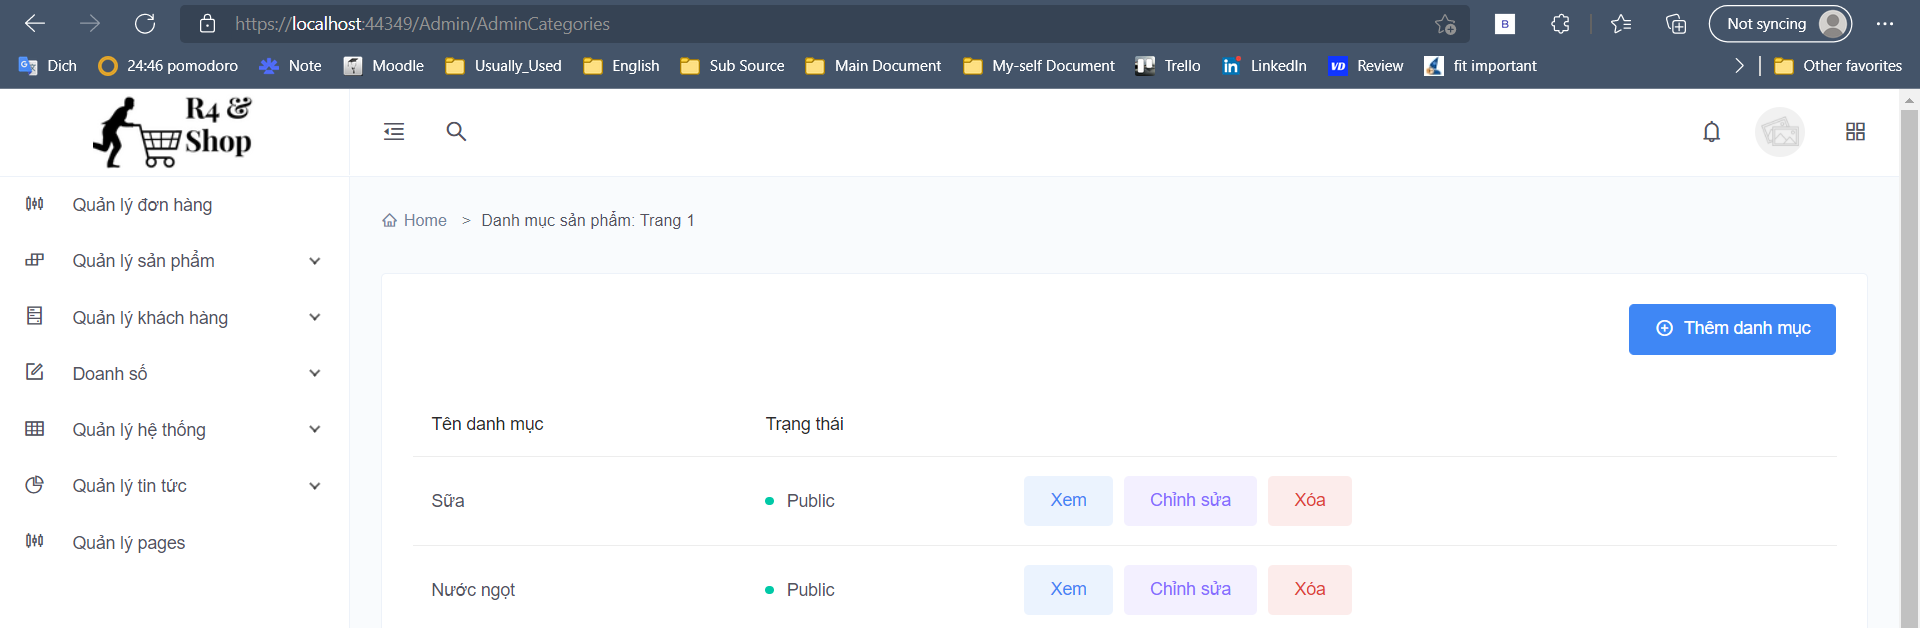 https://localhost:44349/Admin/AdminCategories
B
Not syncing
Dich
24:46 pomodoro
Note
Moodle
Usually_Used
English
Sub Source
Main Document
My-self Document
Trello
LinkedIn
VD Review
fit important
Other favorites
R4 &
Shop
Quản lý đơn hàng
Quản lý sản phẩm
Quản lý khách hàng
Doanh số
Quản lý hệ thống
Quản lý tin tức
Quản lý pages
Home > Danh mục sản phẩm: Trang 1
Thêm danh mục
Tên danh mục Trạng thái
Sữa Public Xem Chỉnh sửa Xóa
Nước ngọt Public Xem Chỉnh sửa Xóa